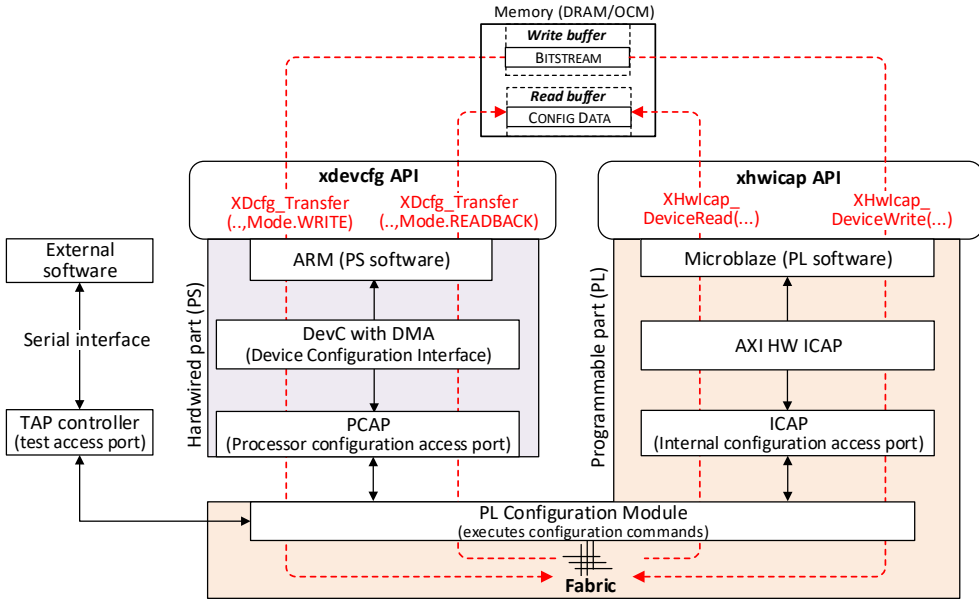 Memory (DRAM/OCM)
Write buffer
BITSTREAM
Read buffer
CONFIG DATA
xdevcfg API
XDcfg_Transfer
(..,Mode.WRITE)
XDcfg_Transfer
(..,Mode.READBACK)
xhwicap API
XHwIcap_
DeviceRead(...)
XHwIcap_
DeviceWrite(...)
External
software
Serial interface
TAP controller
(test access port)
Hardwired part (PS)
ARM (PS software)
DevC with DMA
(Device Configuration Interface)
PCAP
(Processor configuration access port)
Programmable part (PL)
Microblaze (PL software)
AXI HW ICAP
ICAP
(Internal configuration access port)
PL Configuration Module
(executes configuration commands)
Fabric